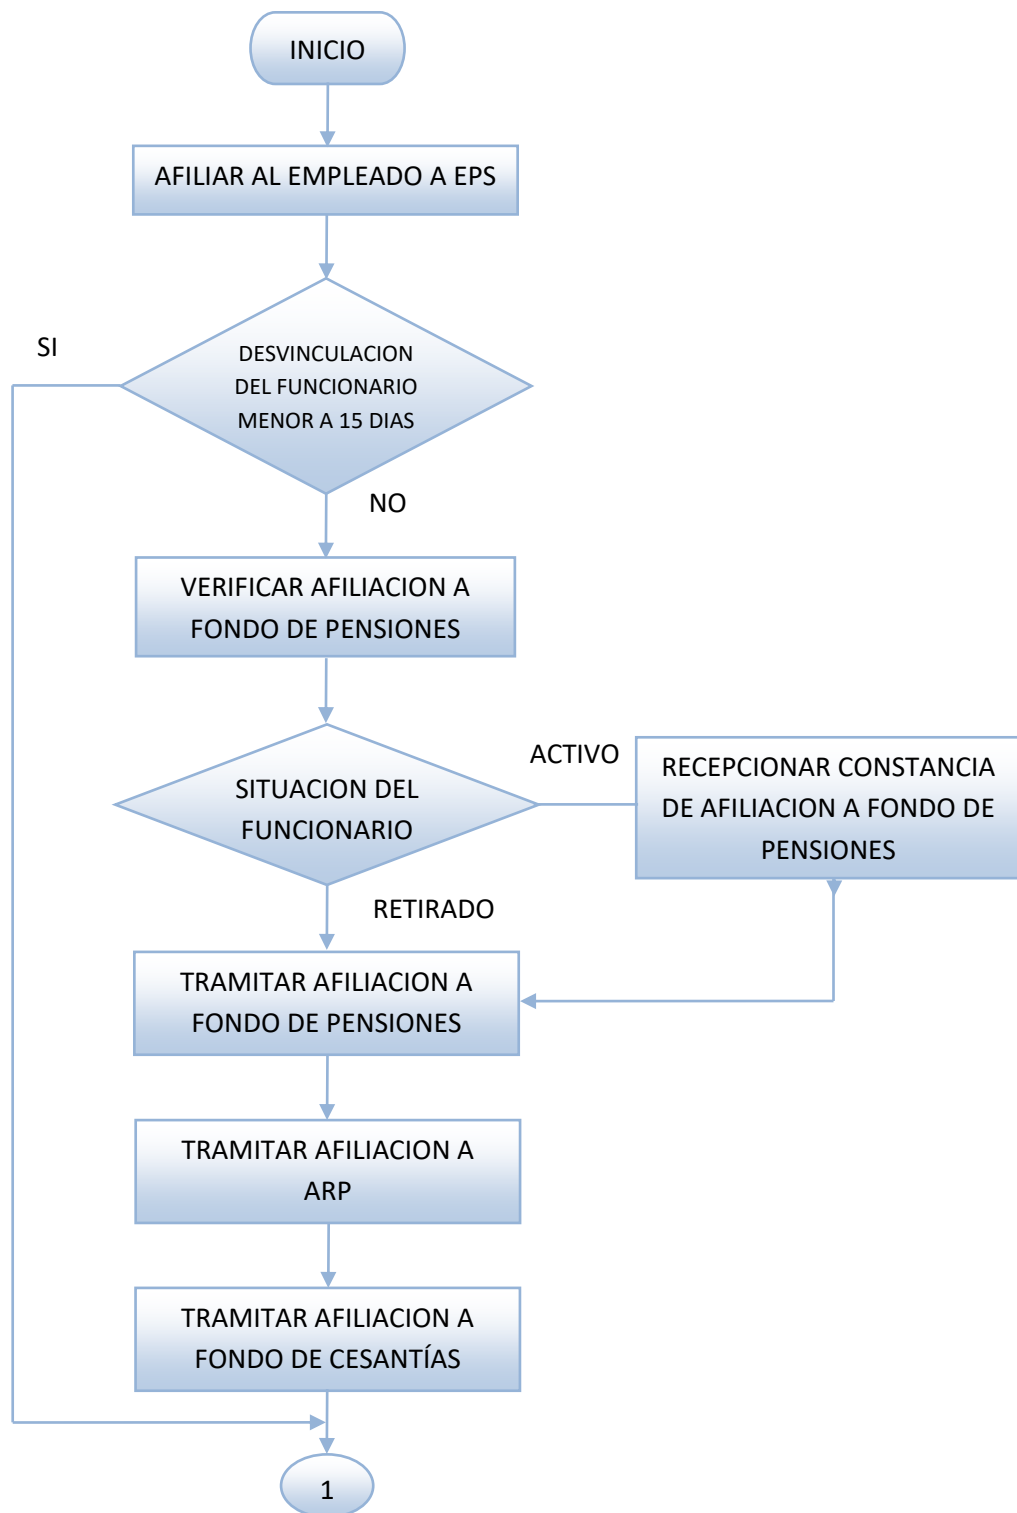 INICIO
AFILIAR AL EMPLEADO A EPS
SI
DESVINCULACION
DEL FUNCIONARIO
MENOR A 15 DIAS
NO
VERIFICAR AFILIACION A
FONDO DE PENSIONES
SITUACION DEL
FUNCIONARIO
ACTIVO
RECEPCIONAR CONSTANCIA
DE AFILIACION A FONDO DE
PENSIONES
RETIRADO
TRAMITAR AFILIACION A
FONDO DE PENSIONES
TRAMITAR AFILIACION A
ARP
TRAMITAR AFILIACION A
FONDO DE CESANTÍAS
1